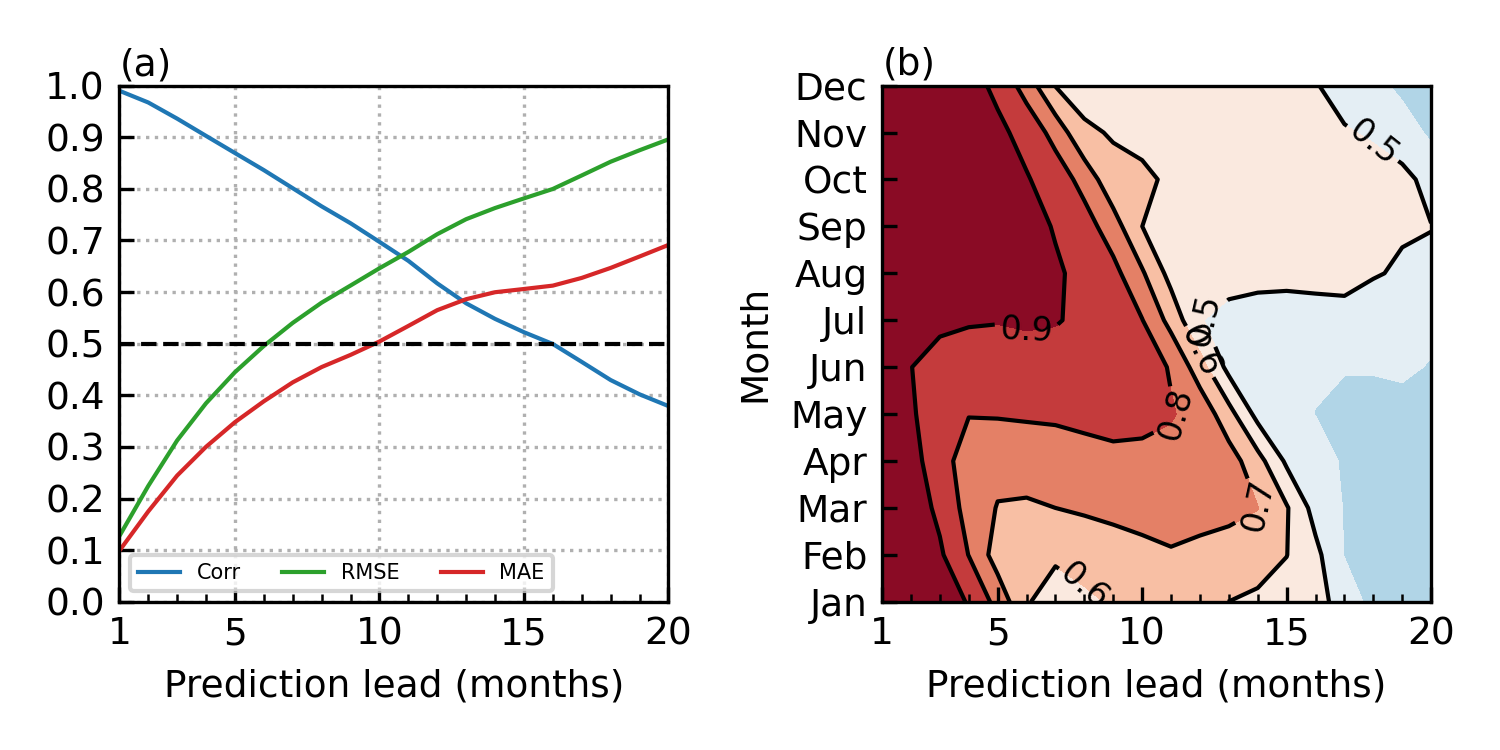 (a)
1.0
0.9
0.8
0.7
0.6
0.5
0.4
0.3
0.2
0.1
0.0
Corr RMSE MAE
1 5 10 15 20
Prediction lead (months)
(b)
Month
Dec
Nov
Oct
Sep
Aug
Jul
Jun
May
Apr
Mar
Feb
Jan
0.5
0.5
0.9
0.6
0.8
0.7
0.6
1 5 10 15 20
Prediction lead (months)